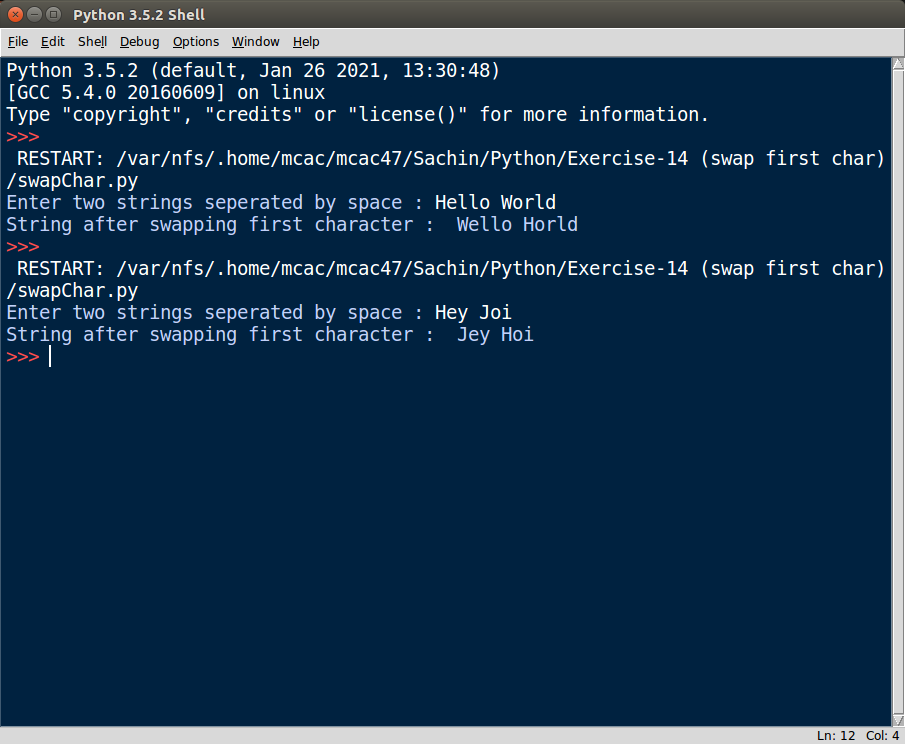 Python 3.5.2 Shell
File Edit Shell Debug Options Window Help
Python 3.5.2 (default, Jan 26 2021, 13:30:48)
[GCC 5.4.0 20160609] on linux
Type "copyright", "credits" or "license()" for more information.
>>>
 RESTART: /var/nfs/.home/mcac/mcac47/Sachin/Python/Exercise-14 (swap first char)
/swapChar.py
Enter two strings seperated by space : Hello World
String after swapping first character :  Wello Horld
>>>
 RESTART: /var/nfs/.home/mcac/mcac47/Sachin/Python/Exercise-14 (swap first char)
/swapChar.py
Enter two strings seperated by space : Hey Joi
String after swapping first character :  Jey Hoi
>>>
Ln: 12 Col: 4